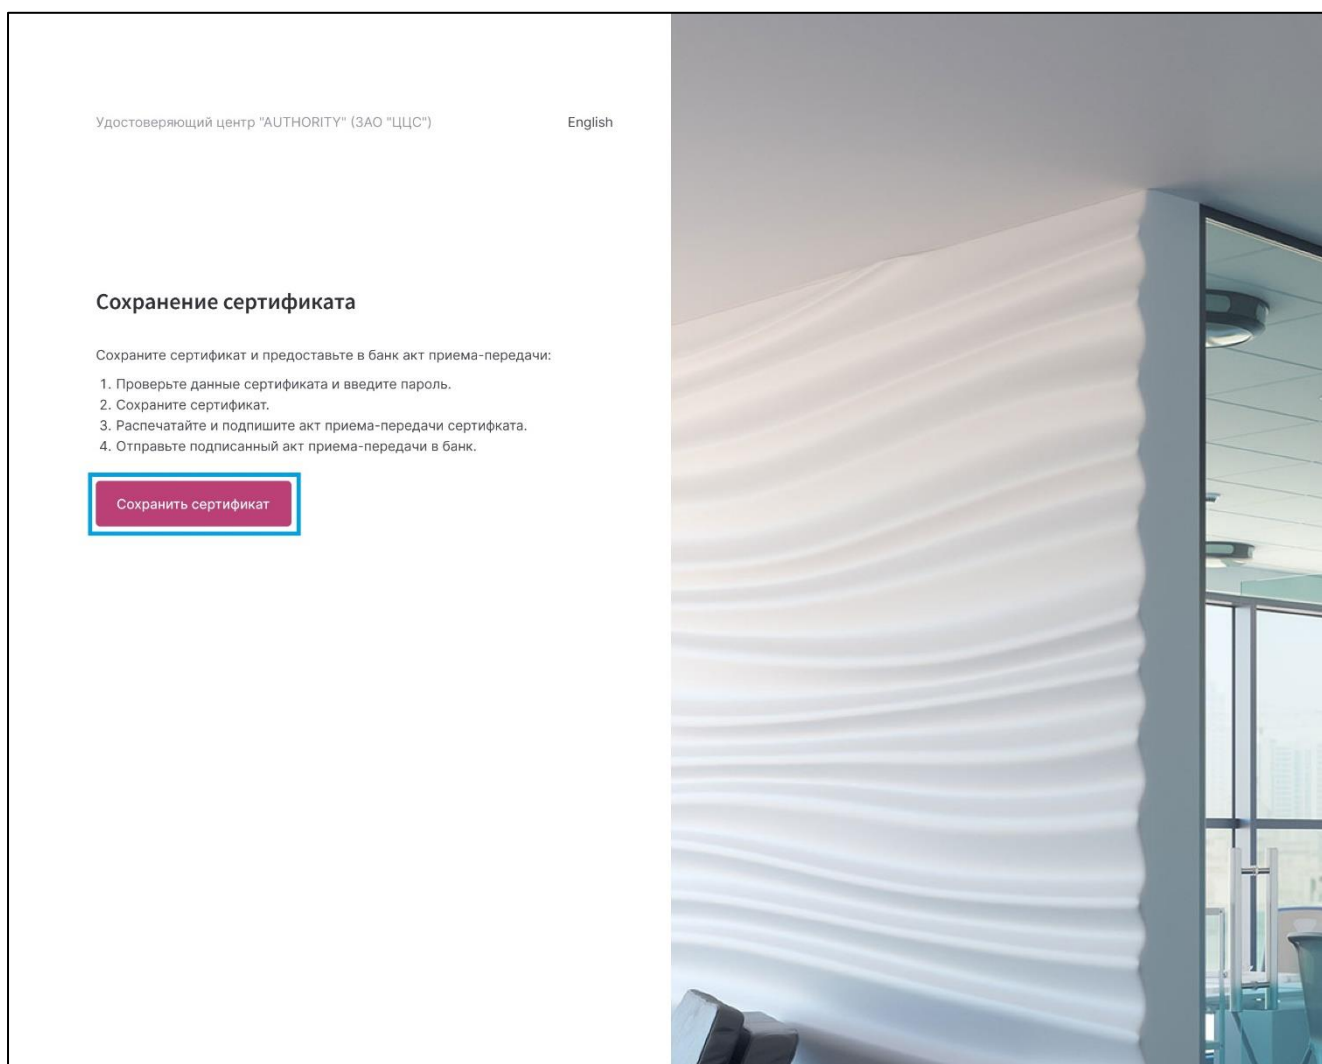 Удостоверяющий центр "AUTHORITY" (ЗАО "ЦЦС")
English
Сохранение сертификата
Сохраните сертификат и предоставьте в банк акт приема-передачи:
1. Проверьте данные сертификата и введите пароль.
2. Сохраните сертификат.
3. Распечатайте и подпишите акт приема-передачи сертифката.
4. Отправьте подписанный акт приема-передачи в банк.
Сохранить сертификат